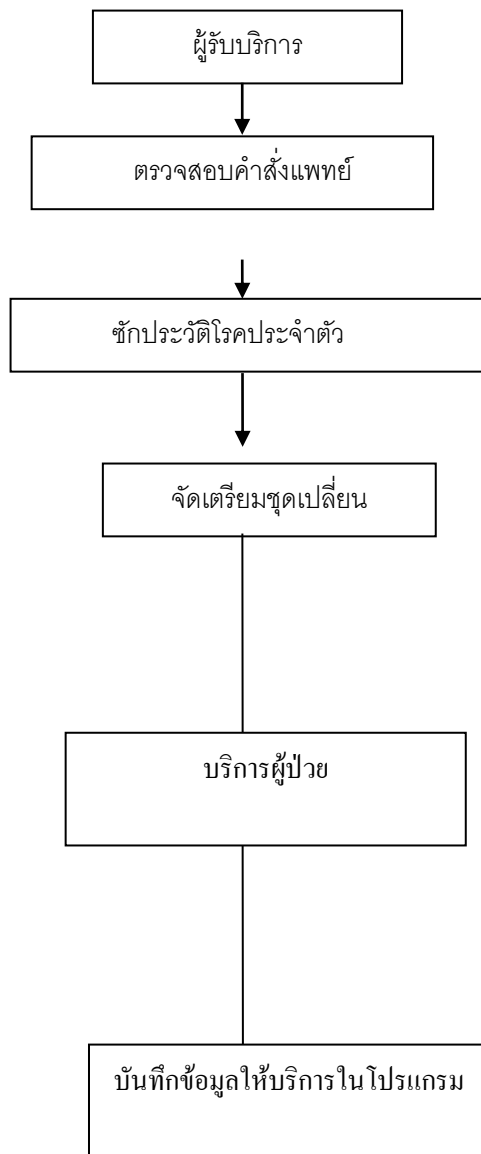 ผู้รับบริการ
ตรวจสอบคำสั่งแพทย์
ซักประวัติโรคประจำตัว
จัดเตรียมชุดเปลี่ยน
บริการผู้ป่วย
บันทึกข้อมูลให้บริการในโปรแกรม